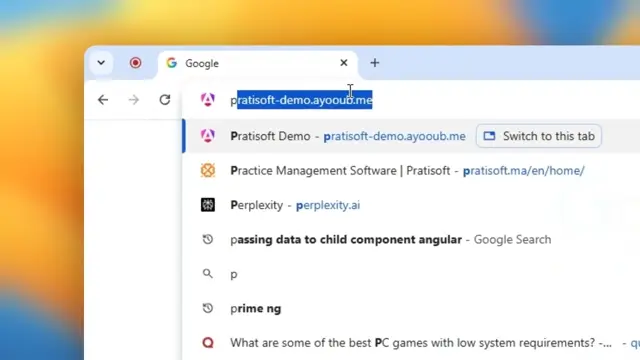 Google
pratisoft-demo.ayooub.me
Pratisoft Demo - pratisoft-demo.ayooub.me Switch to this tab
Practice Management Software | Pratisoft - pratisoft.ma/en/home/
Perplexity - perplexity.ai
passing data to child component angular - Google Search
p
prime ng
What are some of the best PC games with low system requirements? -... - qu